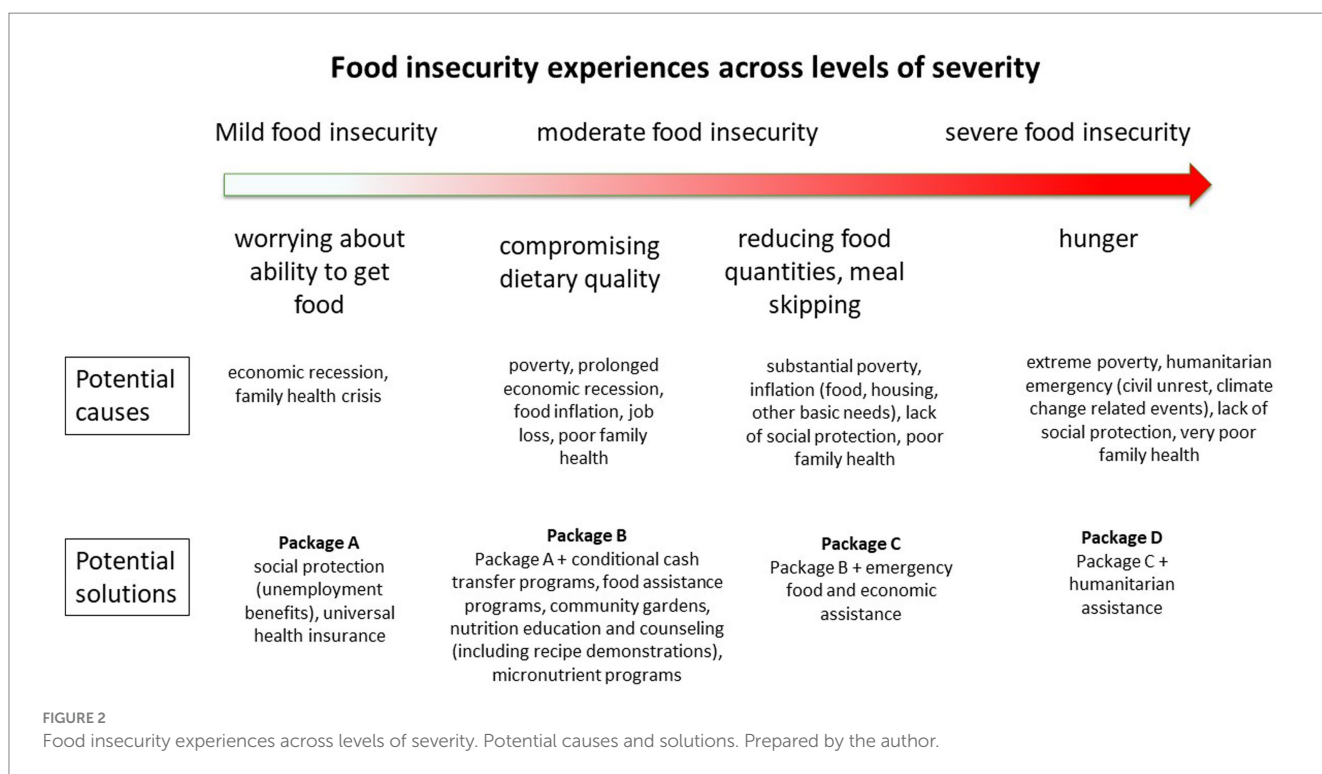 Food insecurity experiences across levels of severity
Mild food insecurity
moderate food insecurity
severe food insecurity
worrying about
ability to get
food
compromising
dietary quality
reducing food
quantities, meal
skipping
hunger
Potential
causes
economic recession,
family health crisis
poverty, prolonged
economic recession,
food inflation, job
loss, poor family
health
substantial poverty,
inflation (food, housing,
other basic needs), lack
of social protection, poor
family health
extreme poverty, humanitarian
emergency (civil unrest, climate
change related events), lack of
social protection, very poor
family health
Potential
solutions
Package A
social protection
(unemployment
benefits), universal
health insurance
Package B
Package A + conditional cash
transfer programs, food assistance
programs, community gardens,
nutrition education and counseling
(including recipe demonstrations),
micronutrient programs
Package C
Package B + emergency
food and economic
assistance
Package D
Package C +
humanitarian
assistance
FIGURE 2
Food insecurity experiences across levels of severity. Potential causes and solutions. Prepared by the author.